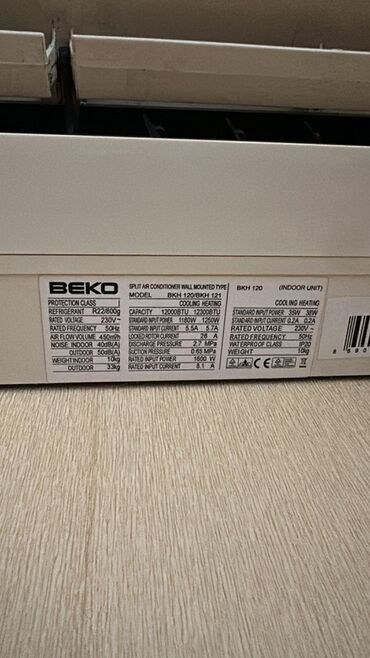 BEKO
PROTECTION CLASS I
REFRIGERANT R22/800g
RATED VOLTAGE 230V~
RATED FREQUENCY 50Hz
AIR FLOW VOLUME 450m³/h
NOISE: INDOOR 40dB(A)
OUTDOOR 50dB(A)
WEIGHT: INDOOR 10kg
OUTDOOR 33kg
SPLIT AIR CONDITIONER WALL MOUNTED TYPE
MODEL BKH 120/BKH 121
COOLING HEATING
CAPACITY 12000BTU 12300BTU
STANDARD INPUT POWER 1180W 1250W
STANDARD INPUT CURRENT 5.5A 5.7A
LOCKED ROTOR CURRENT 26 A
DISCHARGE PRESSURE 2.7 MPa
SUCTION PRESSURE 0.65 MPa
RATED INPUT POWER 1600 W
RATED INPUT CURRENT 8.1 A
BKH 120 (INDOOR UNIT)
COOLING HEATING
STANDARD INPUT POWER 35W 38W
STANDARD INPUT CURRENT 0.2A 0.2A
RATED VOLTAGE 230V~
RATED FREQUENCY 50Hz
WATERPROOF CLASS IP20
WEIGHT 10kg
CE
8 690